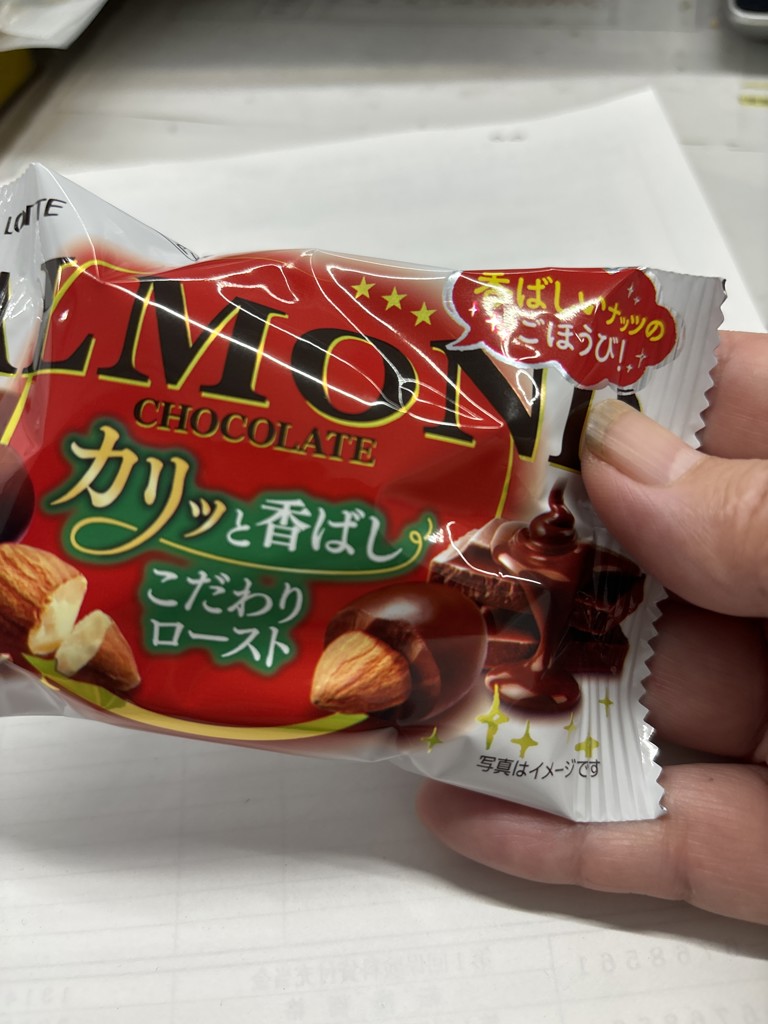 LOTTE
ALMOND
CHOCOLATE
香ばしいナッツの
ごほうび!
カリッと香ばし
こだわり
ロースト
写真はイメージです